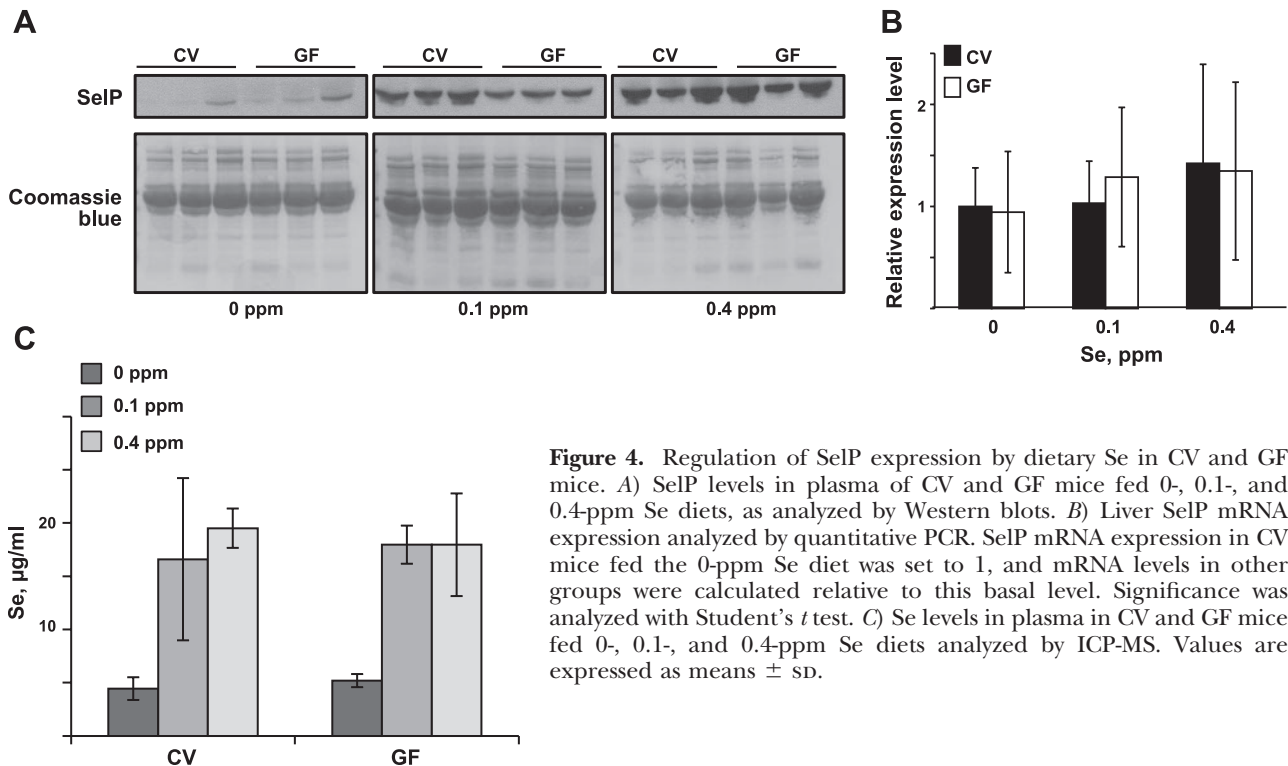 A
CV GF CV GF CV GF
SelP
Coomassie
blue
0 ppm 0.1 ppm 0.4 ppm
B
CV
GF
Relative expression level
2
1
0 0.1 0.4
Se, ppm
C
0 ppm
0.1 ppm
0.4 ppm
Se, µg/ml
20
10
CV GF
Figure 4. Regulation of SelP expression by dietary Se in CV and GF
mice. A) SelP levels in plasma of CV and GF mice fed 0-, 0.1-, and
0.4-ppm Se diets, as analyzed by Western blots. B) Liver SelP mRNA
expression analyzed by quantitative PCR. SelP mRNA expression in CV
mice fed the 0-ppm Se diet was set to 1, and mRNA levels in other
groups were calculated relative to this basal level. Significance was
analyzed with Student's t test. C) Se levels in plasma in CV and GF mice
fed 0-, 0.1-, and 0.4-ppm Se diets analyzed by ICP-MS. Values are
expressed as means ± SD.